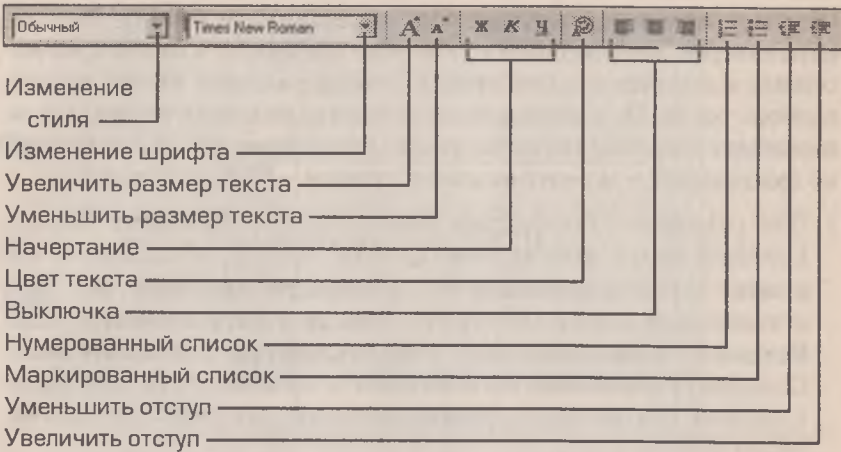 Обычный Times New Roman A A Ж К Ч
Изменение
стиля
Изменение шрифта
Увеличить размер текста
Уменьшить размер текста
Начертание
Цвет текста
Выключка
Нумерованный список
Маркированный список
Уменьшить отступ
Увеличить отступ